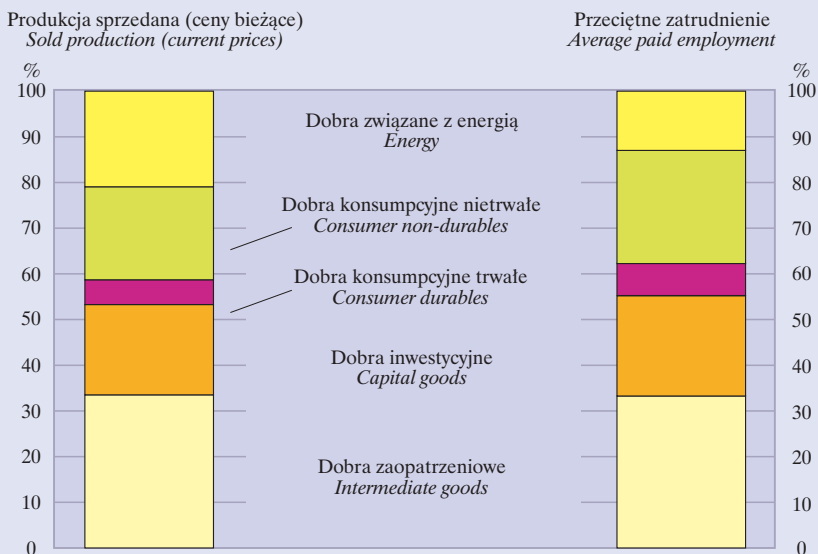 Produkcja sprzedana (ceny bieżące)
Sold production (current prices)
Przeciętne zatrudnienie
Average paid employment
%
100
90
80
70
60
50
40
30
20
10
0
Dobra związane z energią
Energy
Dobra konsumpcyjne nietrwałe
Consumer non-durables
Dobra konsumpcyjne trwałe
Consumer durables
Dobra inwestycyjne
Capital goods
Dobra zaopatrzeniowe
Intermediate goods
%
100
90
80
70
60
50
40
30
20
10
0